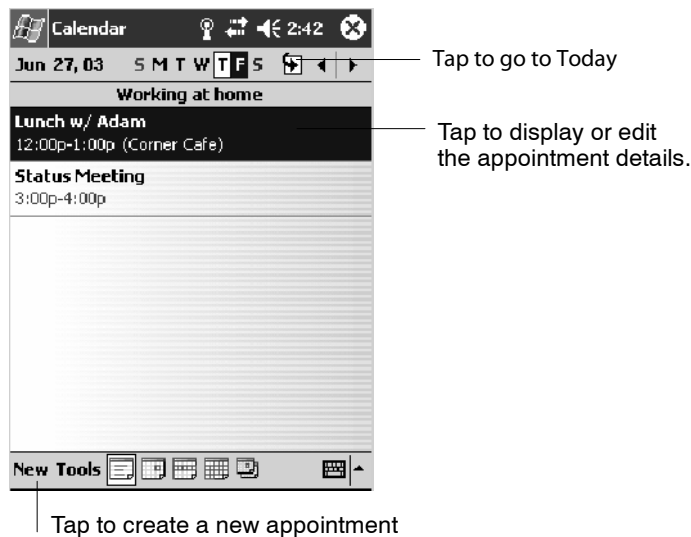 Calendar 2:42
Jun 27, 03 S M T W T F S
Tap to go to Today
Working at home
Lunch w/ Adam
12:00p-1:00p (Corner Cafe)
Tap to display or edit
the appointment details.
Status Meeting
3:00p-4:00p
New Tools
Tap to create a new appointment